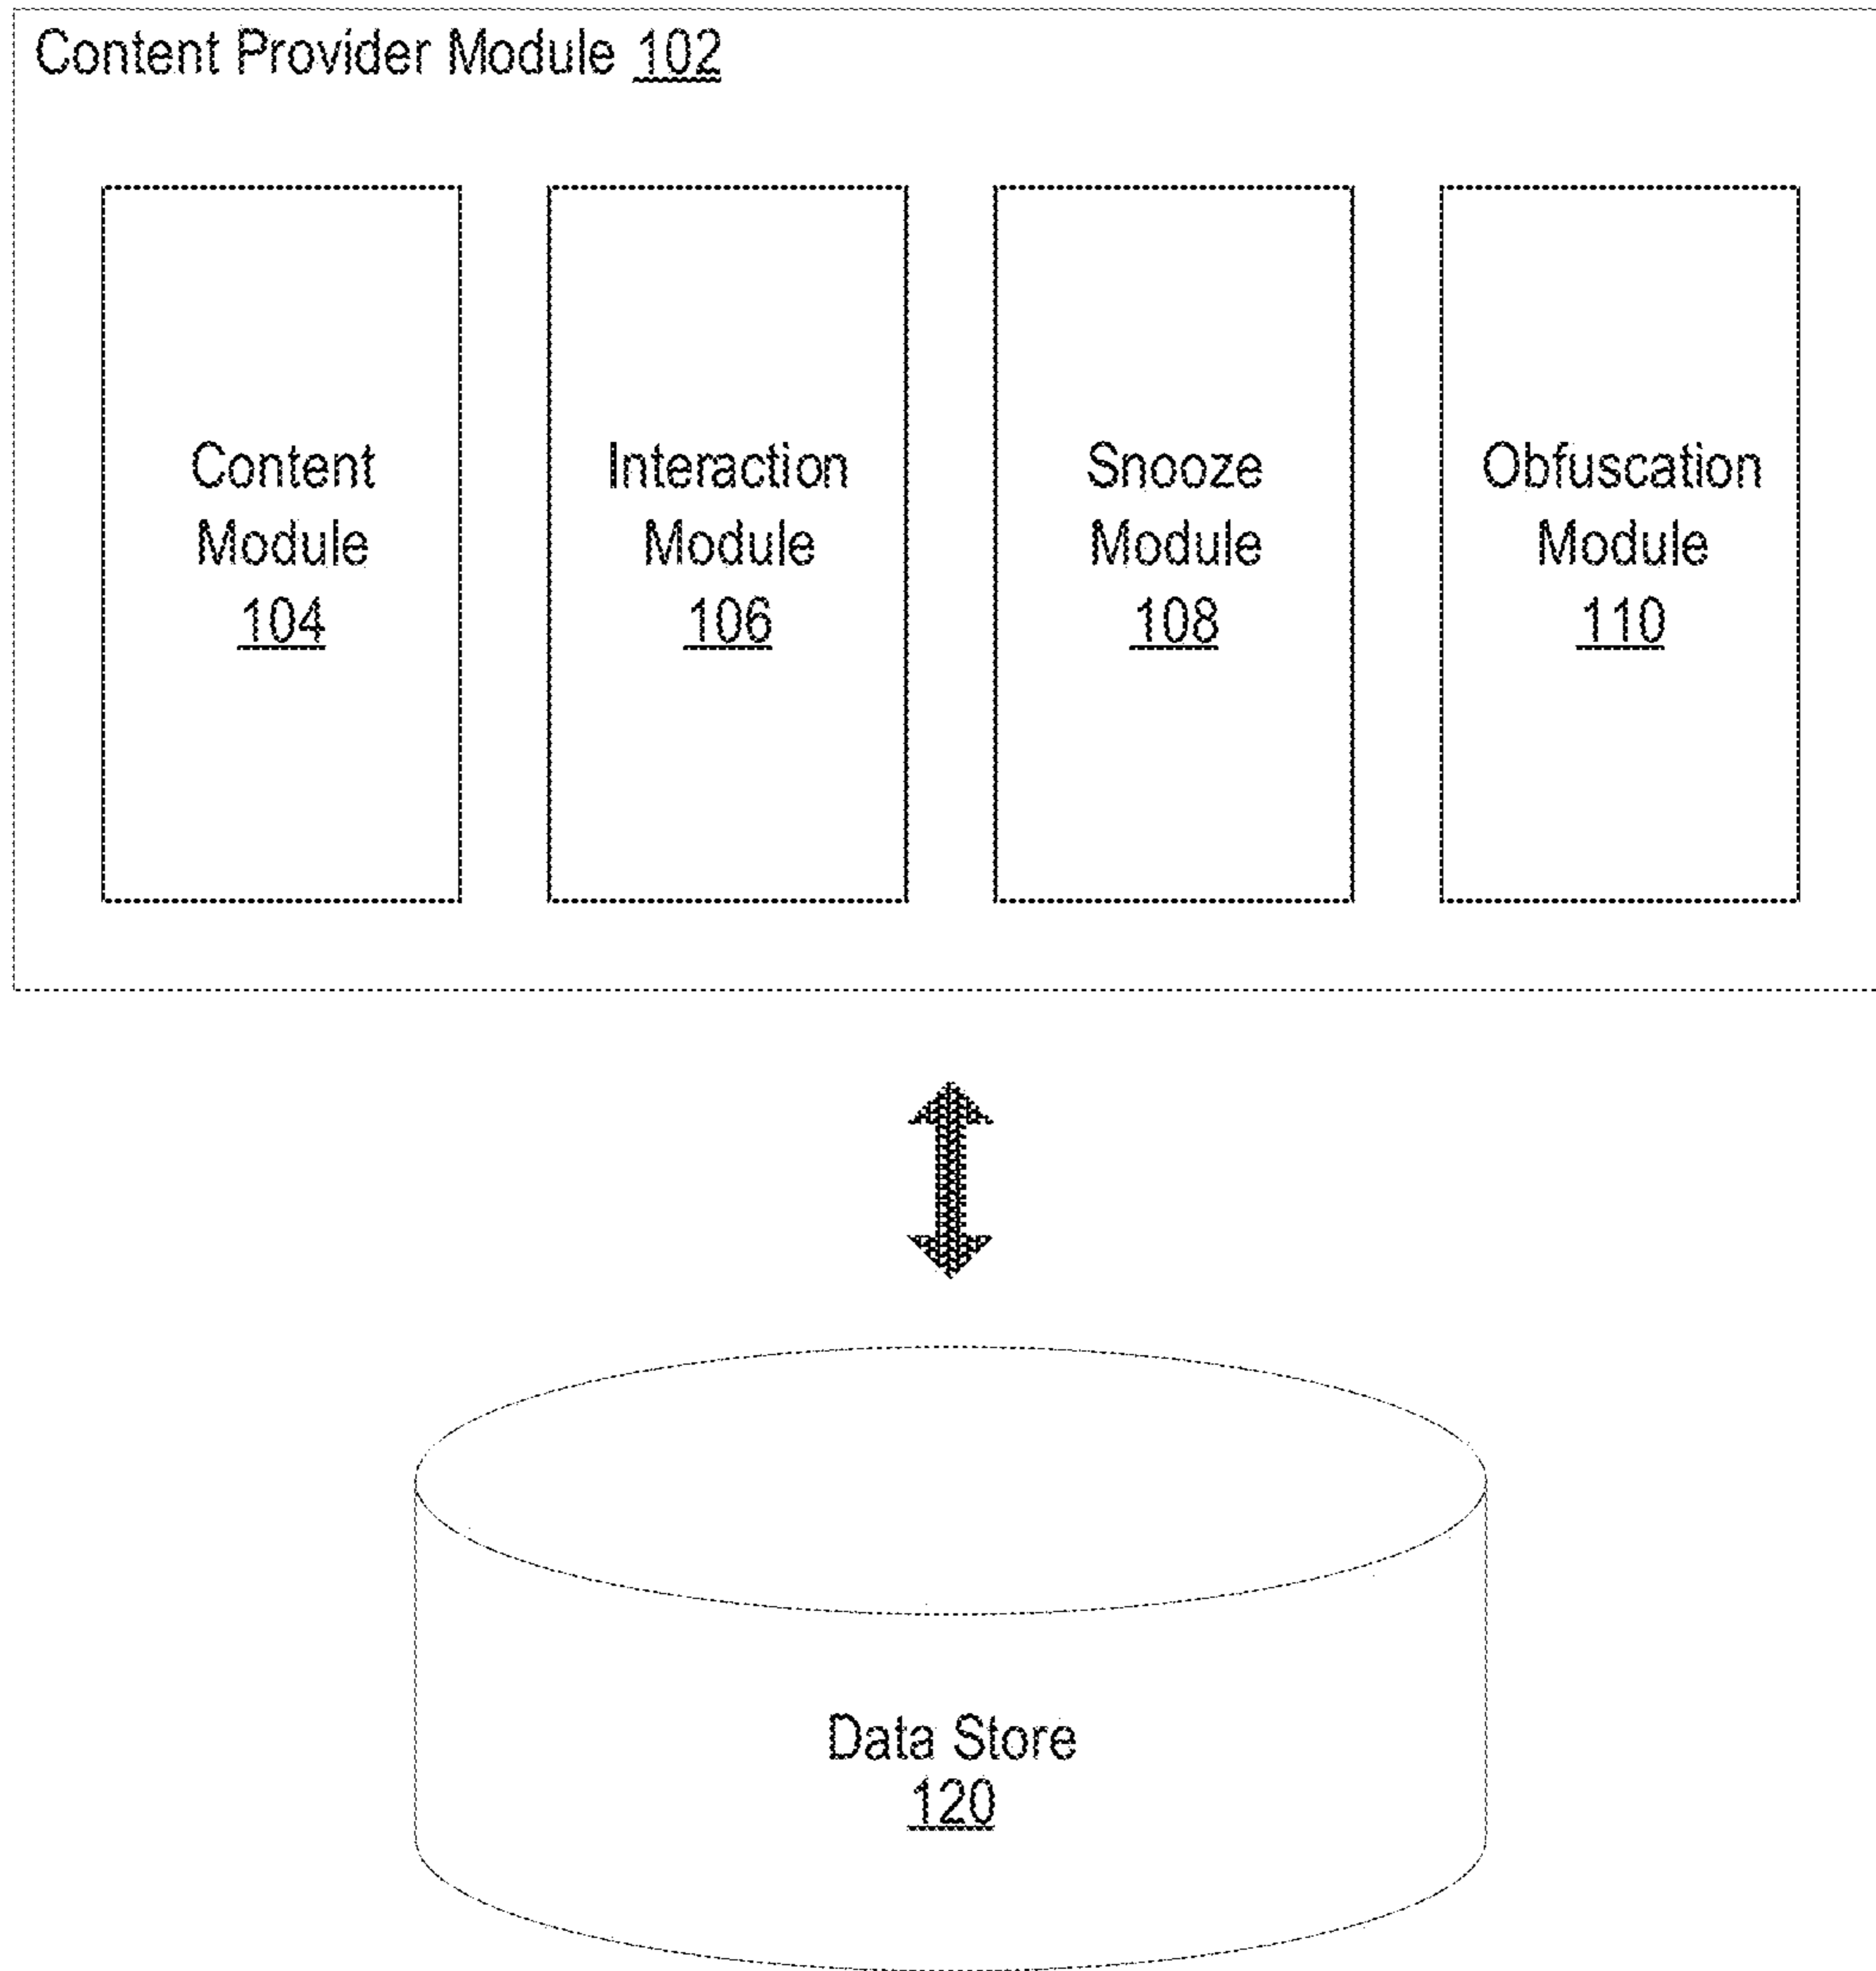 Content Provider Module 102
Content
Module
104
Interaction
Module
106
Snooze
Module
108
Obfuscation
Module
110
Data Store
120